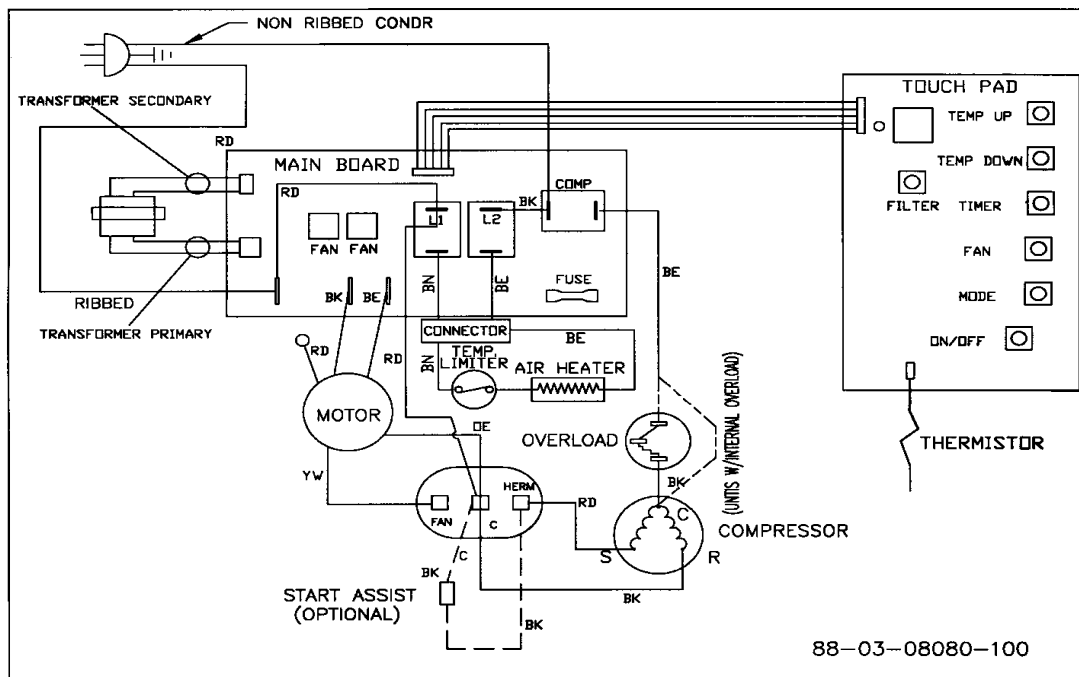 NON RIBBED CONDR
TRANSFORMER SECONDARY
RD
MAIN BOARD
RD
L1
L2
BK
COMP
FAN
FAN
BN
BE
FUSE
BE
BK
BE
RIBBED
TRANSFORMER PRIMARY
CONNECTOR
BE
RD
RD
BN
TEMP.
LIMITER
AIR HEATER
MOTOR
OE
OVERLOAD
(UNTIS W/INTERNAL OVERLOAD)
YW
BK
FAN
C
HERM
RD
C
COMPRESSOR
S
R
C
BK
START ASSIST
(OPTIONAL)
BK
BK
TOUCH PAD
TEMP UP
TEMP DOWN
FILTER
TIMER
FAN
MODE
ON/OFF
THERMISTOR
88-03-08080-100